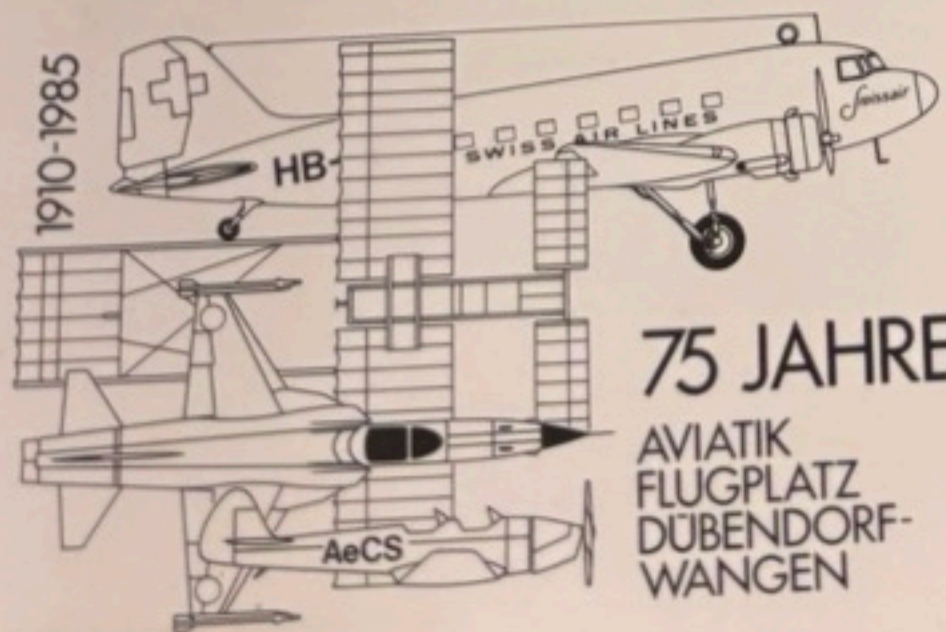 1910-1985
Swissair
SWISS AIR LINES
HB-
75 JAHRE
AVIATIK
FLUGPLATZ
DÜBENDORF-
WANGEN
AeCS